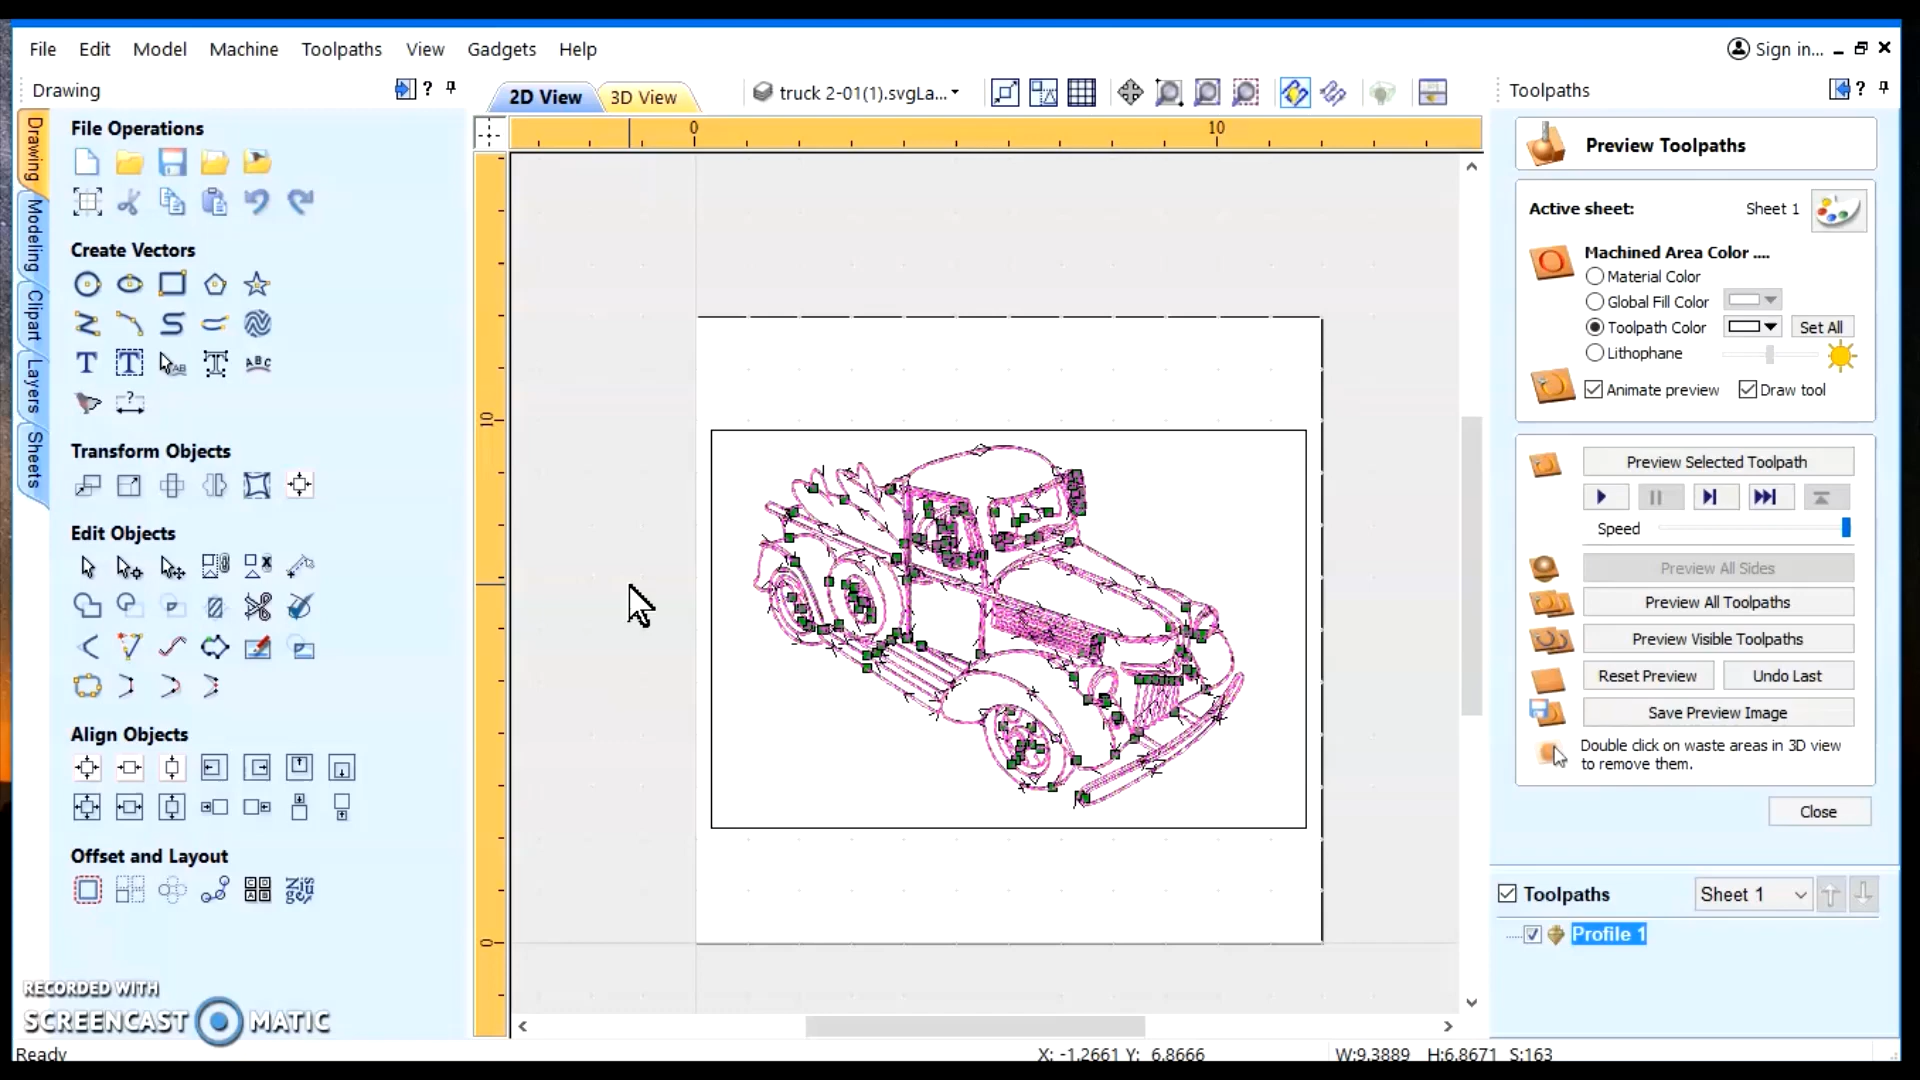 File Edit Model Machine Toolpaths View Gadgets Help
Sign in...
Drawing
2D View
3D View
truck 2-01(1).svgLa...
Toolpaths
Drawing
Modeling
Clipart
Layers
Sheets
File Operations
Create Vectors
Transform Objects
Edit Objects
Align Objects
Offset and Layout
0
10
10
0
Preview Toolpaths
Active sheet: Sheet 1
Machined Area Color ....
Material Color
Global Fill Color
Toolpath Color
Set All
Lithophane
Animate preview
Draw tool
Preview Selected Toolpath
Speed
Preview All Sides
Preview All Toolpaths
Preview Visible Toolpaths
Reset Preview
Undo Last
Save Preview Image
Double click on waste areas in 3D view
to remove them.
Close
Toolpaths
Sheet 1
Profile 1
RECORDED WITH
SCREENCAST MATIC
Ready
X: -1.2661 Y: 6.8666
W:9.3889 H:6.8671 S:163